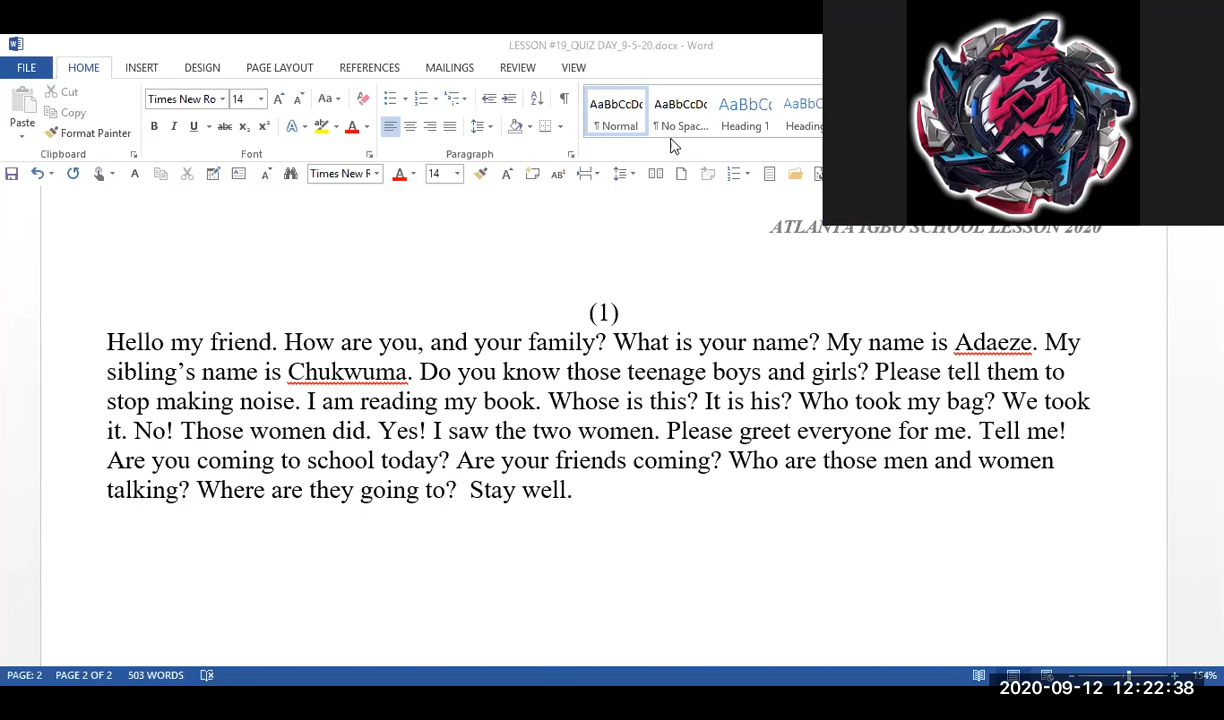 LESSON #19_QUIZ DAY_9-5-20.docx - Word
FILE HOME INSERT DESIGN PAGE LAYOUT REFERENCES MAILINGS REVIEW VIEW
Cut
Copy
Paste
Format Painter
Clipboard
Times New Ro 14
Font
Paragraph
AaBbCcDc AaBbCcDc AaBbCc AaBbCc
¶ Normal ¶ No Spac... Heading 1 Heading
Times New R 14
ATLANTA IGBO SCHOOL LESSON 2020
(1)
Hello my friend. How are you, and your family? What is your name? My name is Adaeze. My
sibling’s name is Chukwuma. Do you know those teenage boys and girls? Please tell them to
stop making noise. I am reading my book. Whose is this? It is his? Who took my bag? We took
it. No! Those women did. Yes! I saw the two women. Please greet everyone for me. Tell me!
Are you coming to school today? Are your friends coming? Who are those men and women
talking? Where are they going to?  Stay well.
PAGE: 2 PAGE 2 OF 2 503 WORDS 154%
2020-09-12 12:22:38